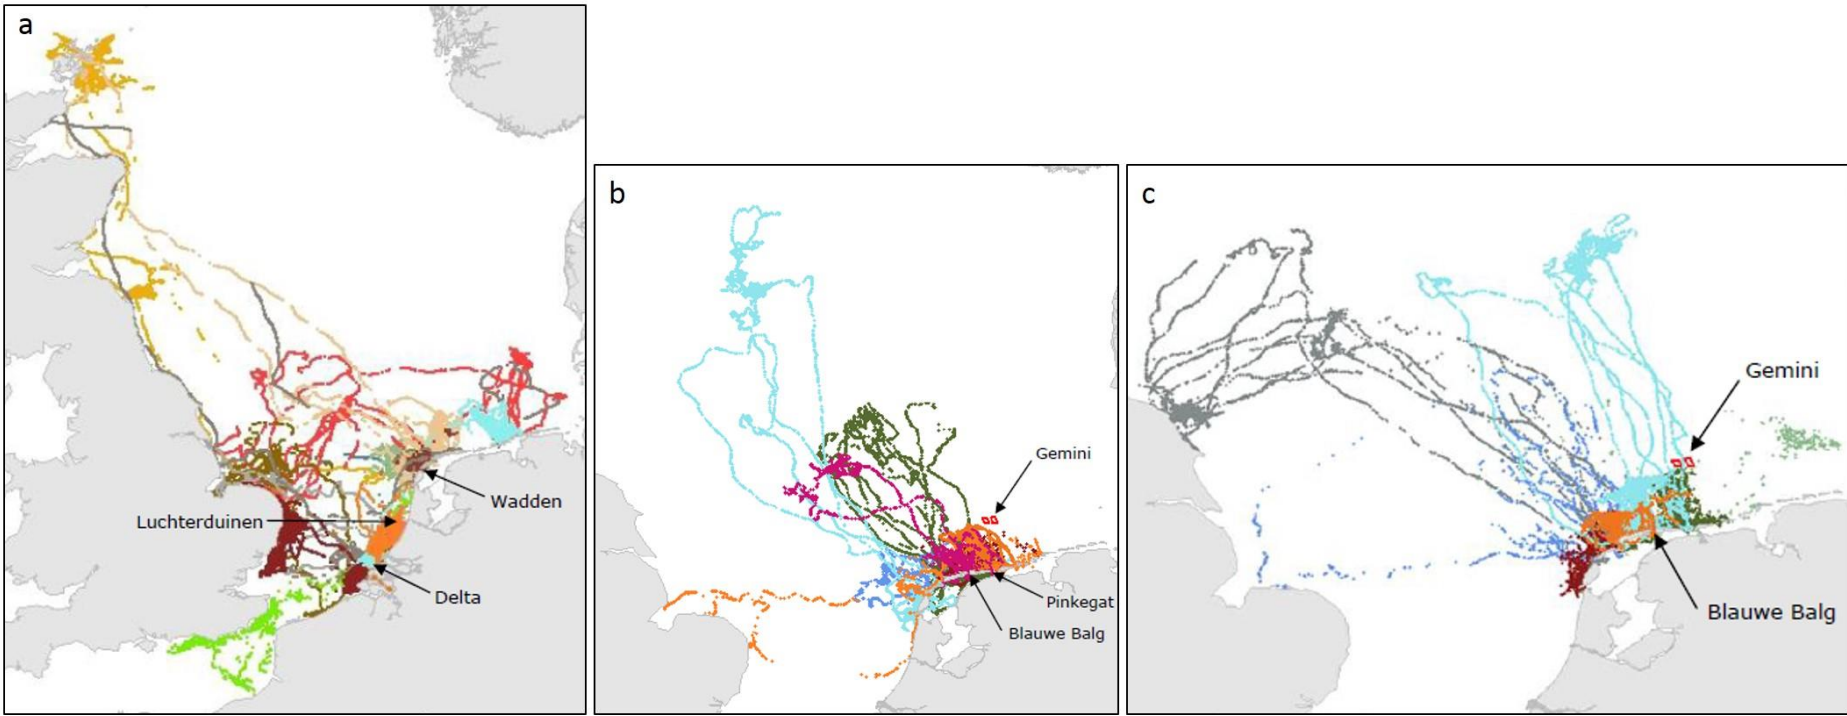 a
Wadden
Luchterduinen
Delta
b
Gemini
Pinkegat
Blauwe Balg
c
Gemini
Blauwe Balg